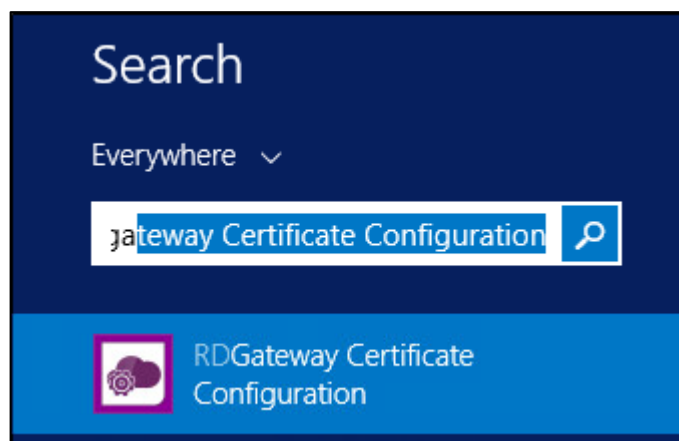 Search
Everywhere
gateway Certificate Configuration
RDGateway Certificate
Configuration